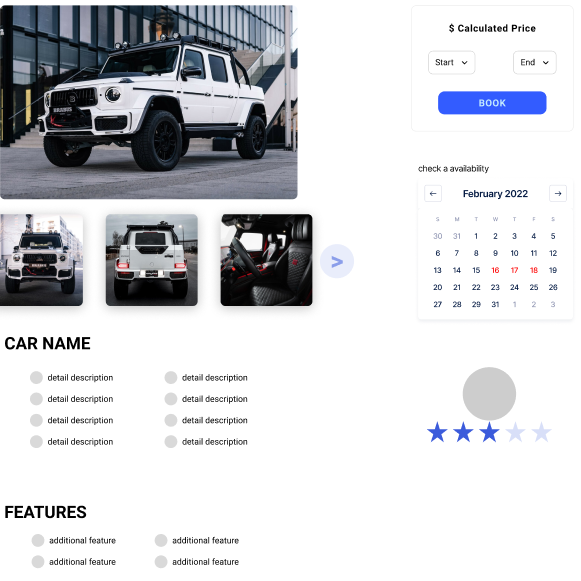 $ Calculated Price
Start
End
BOOK
check a availability
February 2022
S M T W T F S
30 31 1 2 3 4 5
6 7 8 9 10 11 12
13 14 15 16 17 18 19
20 21 22 23 24 25 26
27 28 29 31 1 2 3
>
CAR NAME
detail description detail description
detail description detail description
detail description detail description
detail description detail description
FEATURES
additional feature additional feature
additional feature additional feature